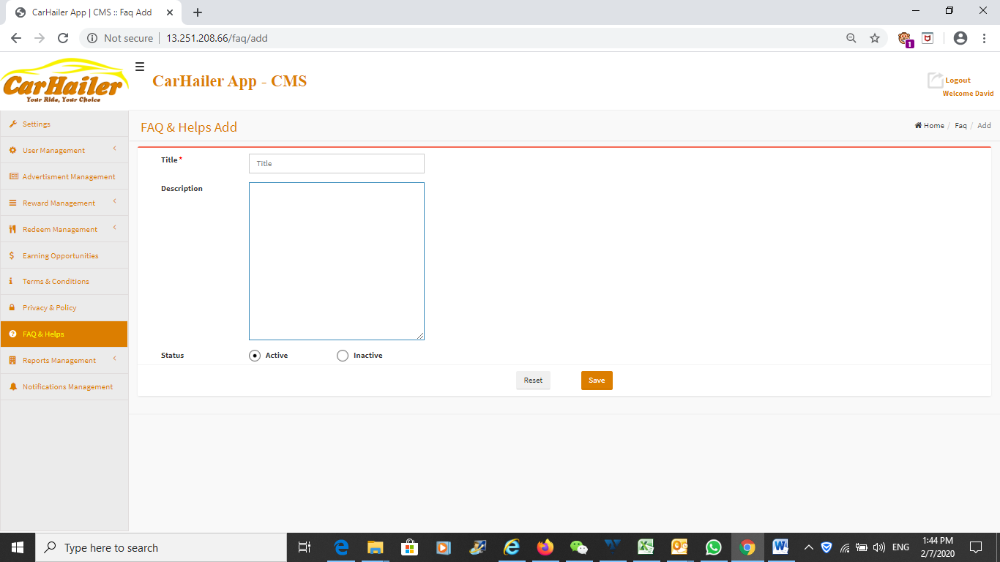 CarHailer App | CMS :: Faq Add
Not secure
13.251.208.66/faq/add
1
CarHailer
Your Ride, Your Choice
CarHailer App - CMS
Logout
Welcome David
Settings
User Management
Advertisment Management
Reward Management
Redeem Management
Earning Opportunities
Terms & Conditions
Privacy & Policy
FAQ & Helps
Reports Management
Notifications Management
FAQ & Helps Add
Home / Faq / Add
Title *
Title
Description
Status
Active
Inactive
Reset
Save
Type here to search
ENG
1:44 PM
2/7/2020